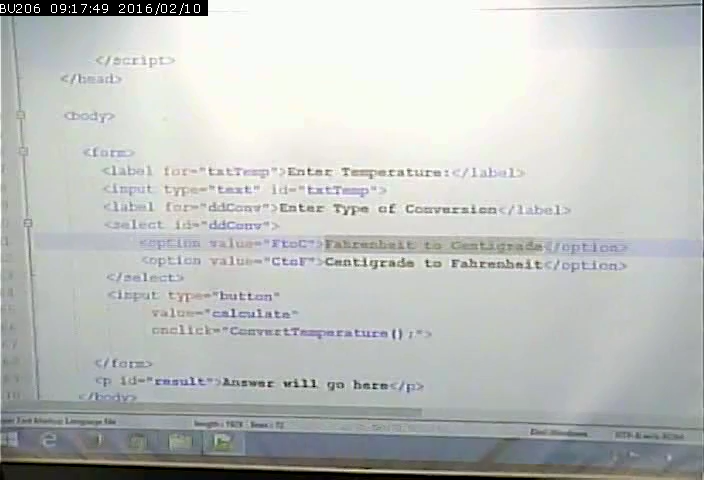 BU206 09:17:49 2016/02/10
</script>
</head>
<body>
<form>
<label for="txtTemp">Enter Temperature:</label>
<input type="text" id="txtTemp">
<label for="ddConv">Enter Type of Conversion</label>
<select id="ddConv">
<option value="FtoC">Fahrenheit to Centigrade</option>
<option value="CtoF">Centigrade to Fahrenheit</option>
</select>
<input type="button"
value="calculate"
onclick="ConvertTemperature();">
</form>
<p id="result">Answer will go here</p>
</body>